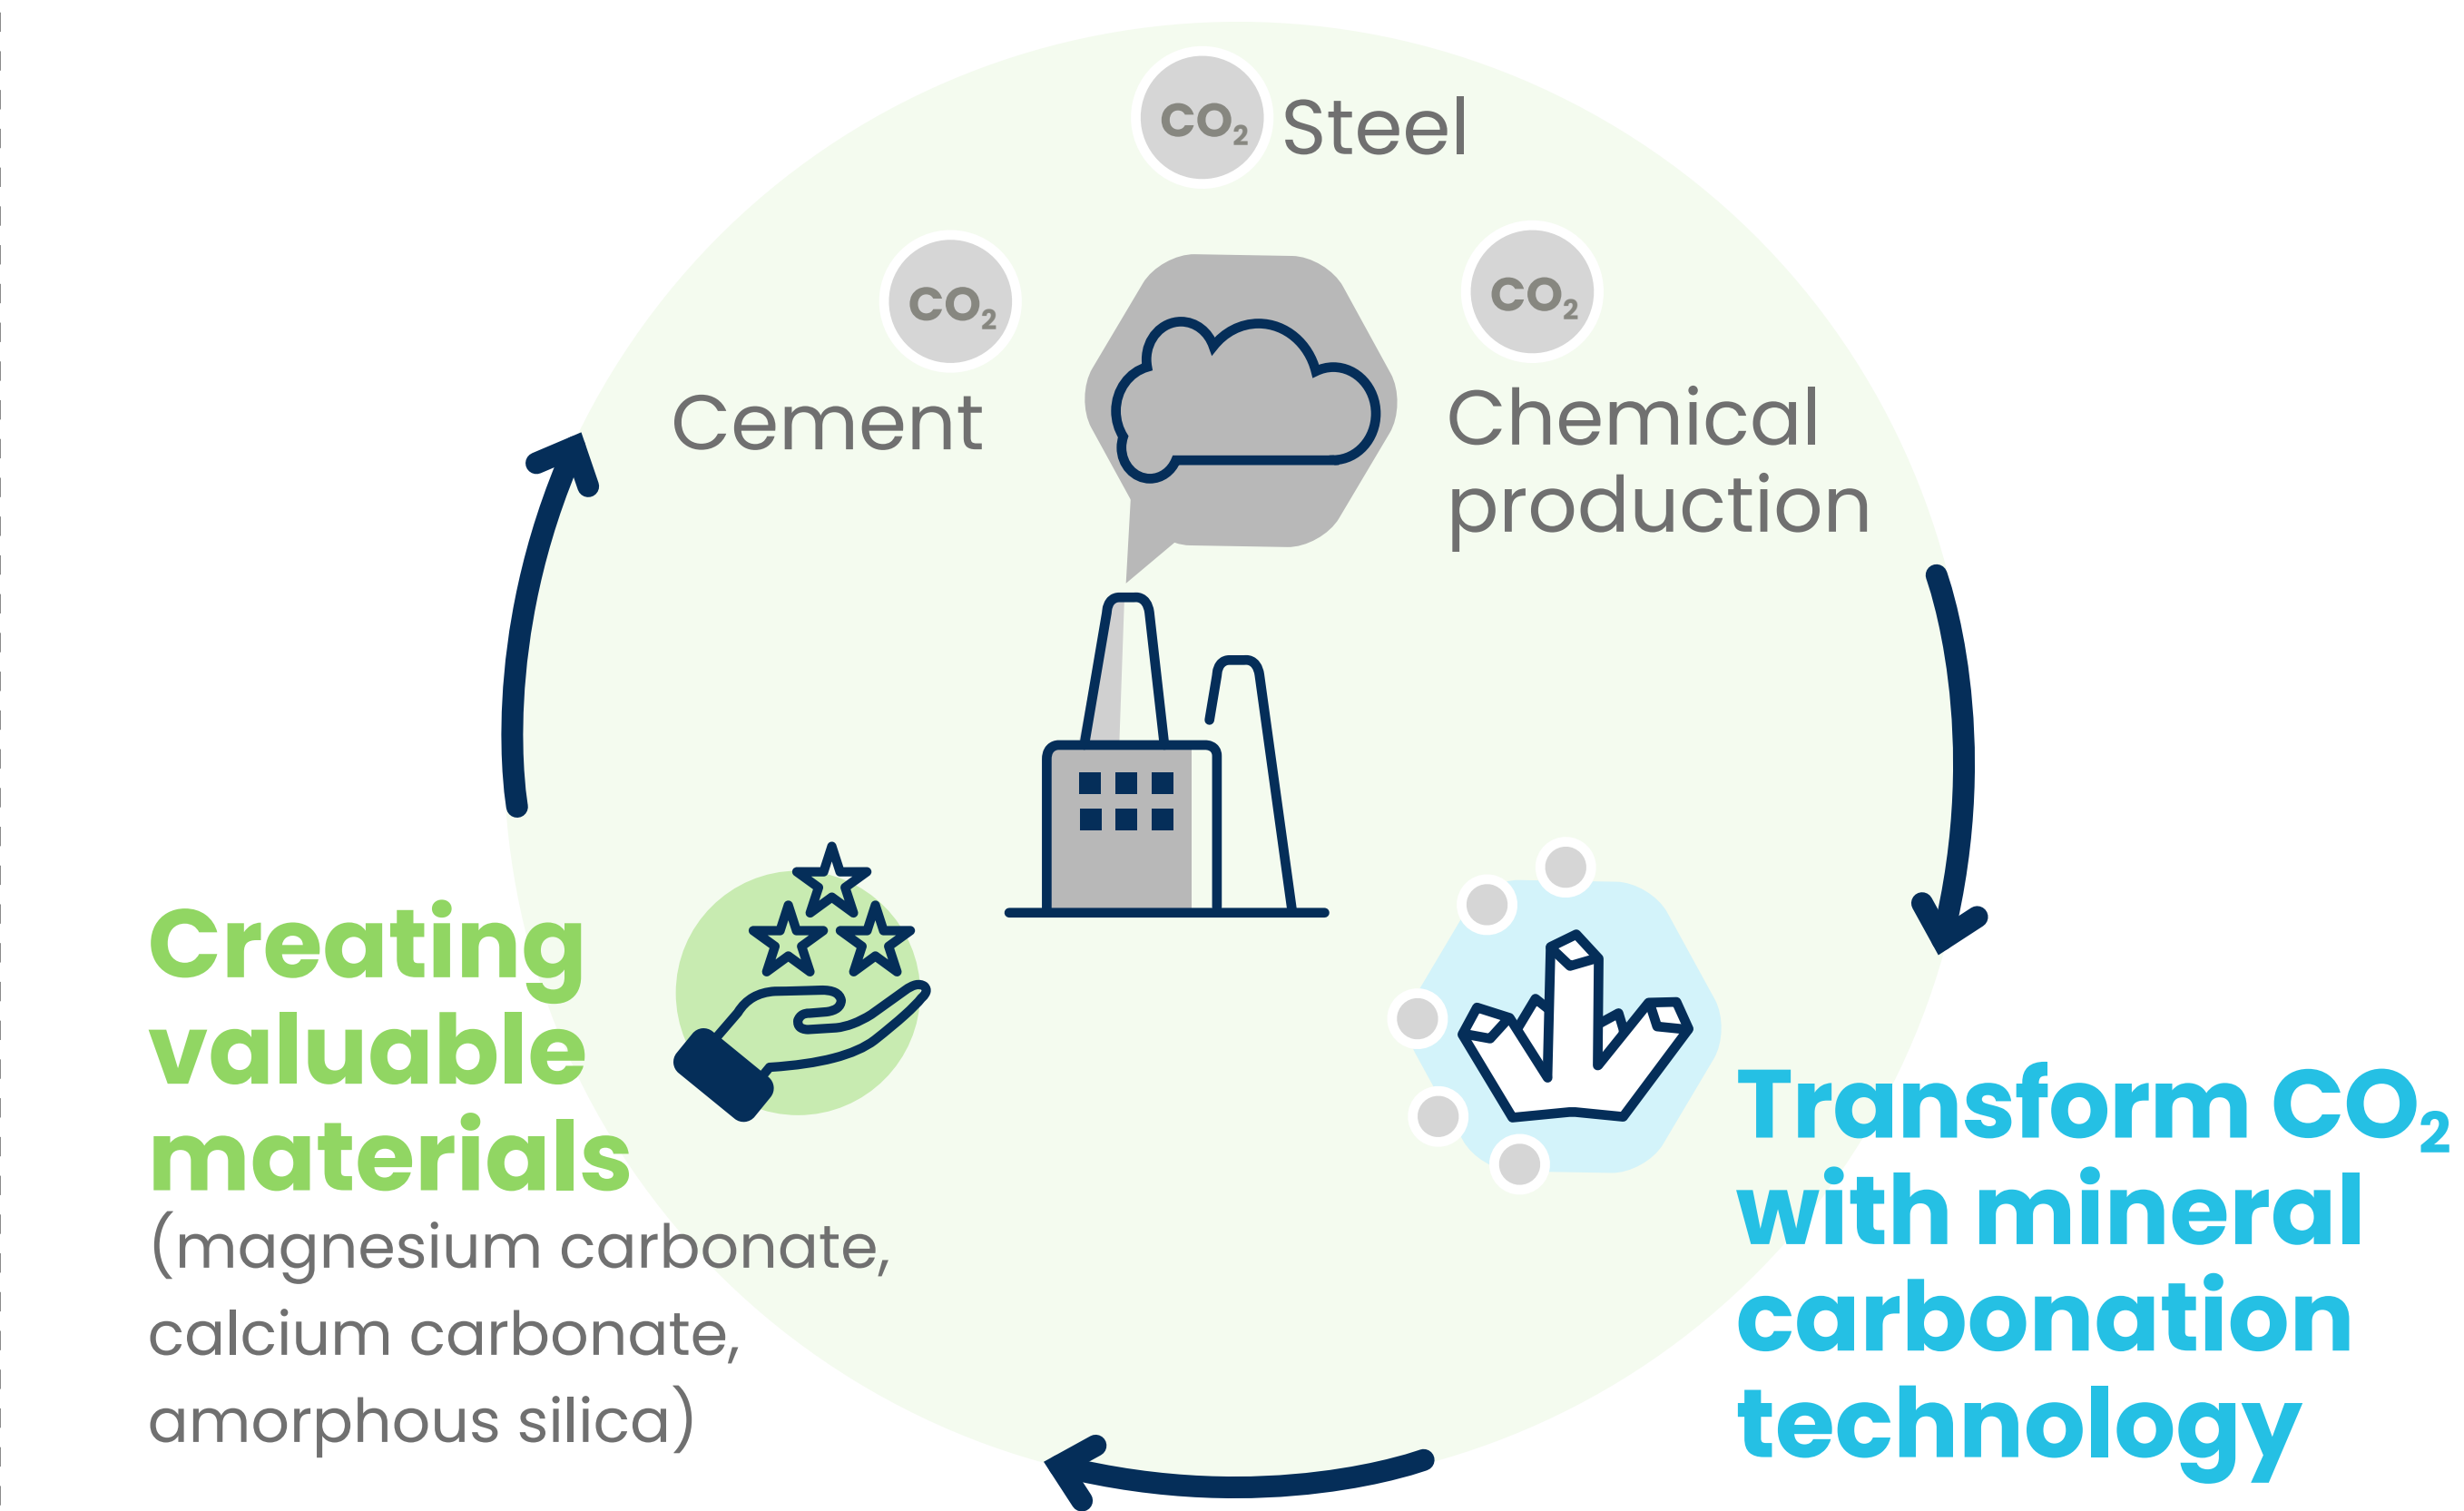 CO₂ Steel
CO₂
Cement
CO₂
Chemical
production
Creating
valuable
materials
(magnesium carbonate,
calcium carbonate,
amorphous silica)
Transform CO₂
with mineral
carbonation
technology